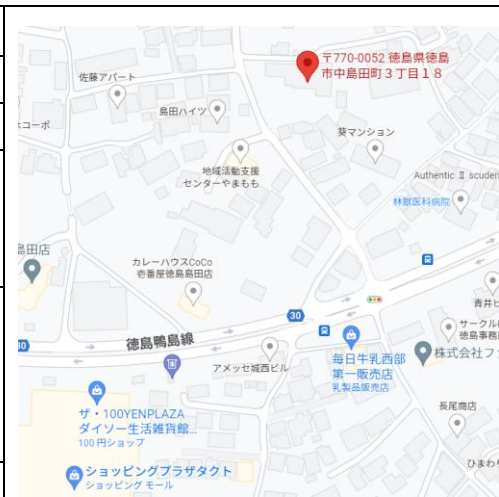 〒770-0052 徳島県徳島
市中島田町3丁目18
佐藤アパート
島田ハイツ
コーポ
葵マンション
地域活動支援
センターやまもも
Authentic Ⅱ scuderi
林獣医科病院
島田店
カレーハウスCoCo
壱番屋徳島島田店
30
青井ヒ
サークルK
徳島事務
徳島鴨島線
アメッセ城西ビル
毎日牛乳西部
第一販売店
乳製品販売店
株式会社フ
ザ・100YENPLAZA
ダイソー生活雑貨館...
100 円ショップ
長尾商店
ショッピングプラザタクト
ショッピング モール
ひまわり